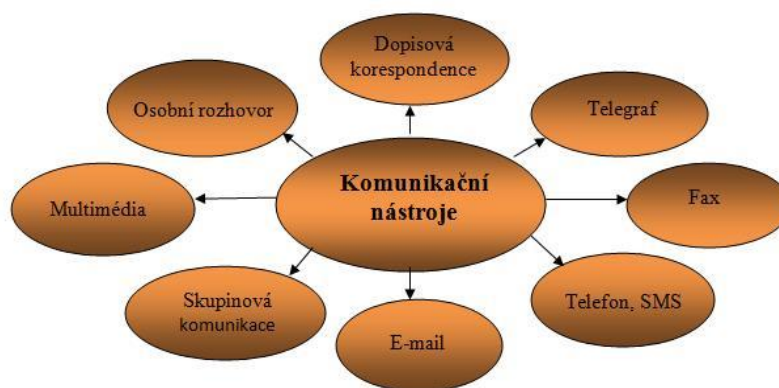 Dopisová
korespondence
Osobní rozhovor
Telegraf
Komunikační
nástroje
Multimédia
Fax
Skupinová
komunikace
Telefon, SMS
E-mail